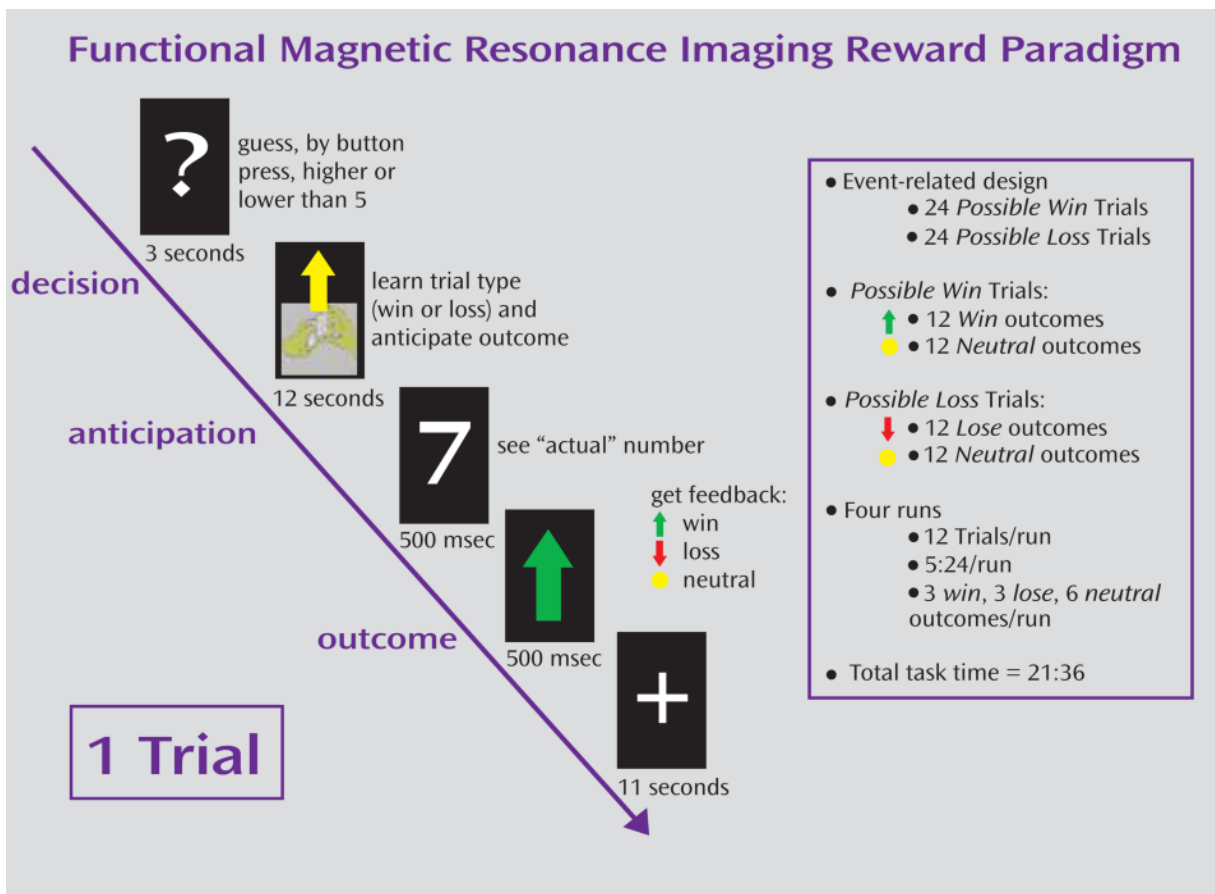 Functional Magnetic Resonance Imaging Reward Paradigm
?
guess, by button
press, higher or
lower than 5
3 seconds
decision
learn trial type
(win or loss) and
anticipate outcome
12 seconds
anticipation
7
see “actual” number
500 msec
get feedback:
win
loss
neutral
outcome
500 msec
+
11 seconds
1 Trial
● Event-related design
● 24 Possible Win Trials
● 24 Possible Loss Trials
● Possible Win Trials:
● 12 Win outcomes
● 12 Neutral outcomes
● Possible Loss Trials:
● 12 Lose outcomes
● 12 Neutral outcomes
● Four runs
● 12 Trials/run
● 5:24/run
● 3 win, 3 lose, 6 neutral
outcomes/run
● Total task time = 21:36